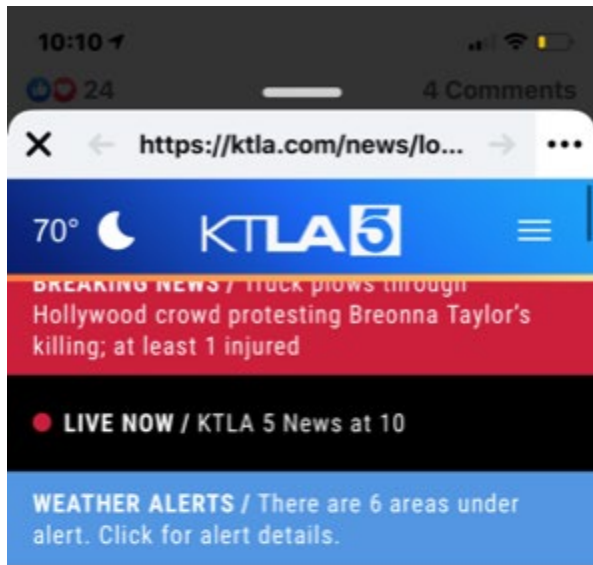 10:10
24
4 Comments
https://ktla.com/news/lo...
70°
KTLA 5
BREAKING NEWS / Truck plows through
Hollywood crowd protesting Breonna Taylor's
killing; at least 1 injured
LIVE NOW / KTLA 5 News at 10
WEATHER ALERTS / There are 6 areas under
alert. Click for alert details.